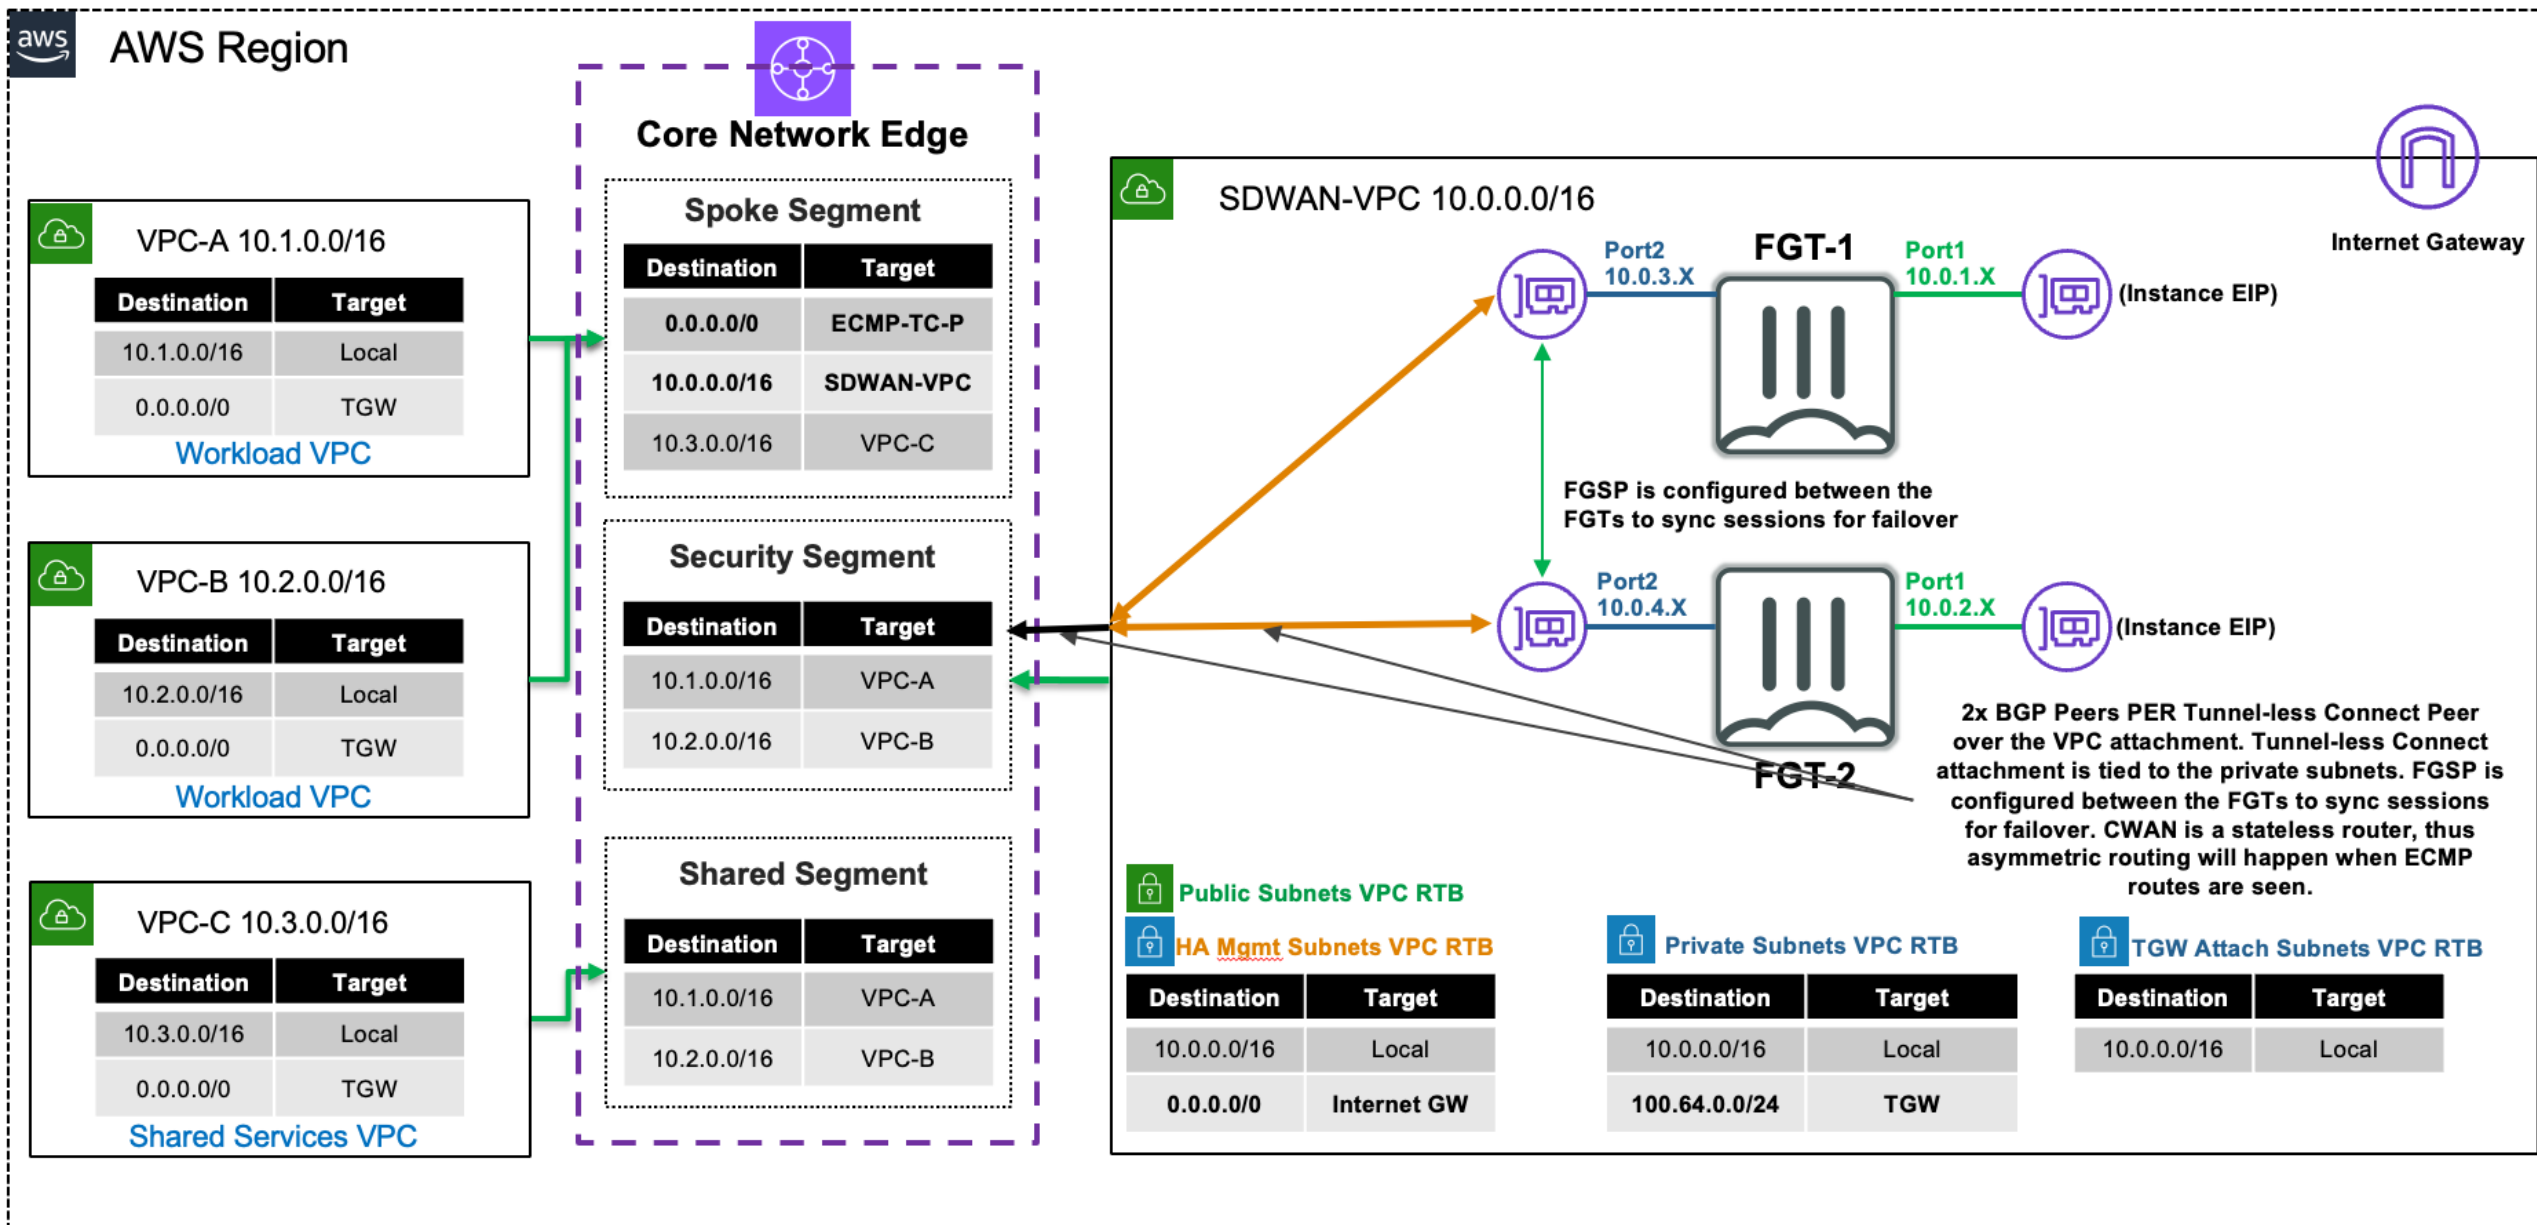 aws
AWS Region
Core Network Edge
VPC-A 10.1.0.0/16
Destination Target
10.1.0.0/16 Local
0.0.0.0/0 TGW
Workload VPC
VPC-B 10.2.0.0/16
Destination Target
10.2.0.0/16 Local
0.0.0.0/0 TGW
Workload VPC
VPC-C 10.3.0.0/16
Destination Target
10.3.0.0/16 Local
0.0.0.0/0 TGW
Shared Services VPC
Spoke Segment
Destination Target
0.0.0.0/0 ECMP-TC-P
10.0.0.0/16 SDWAN-VPC
10.3.0.0/16 VPC-C
Security Segment
Destination Target
10.1.0.0/16 VPC-A
10.2.0.0/16 VPC-B
Shared Segment
Destination Target
10.1.0.0/16 VPC-A
10.2.0.0/16 VPC-B
SDWAN-VPC 10.0.0.0/16
Internet Gateway
Port2
10.0.3.X
FGT-1
Port1
10.0.1.X
(Instance EIP)
FGSP is configured between the
FGTs to sync sessions for failover
Port2
10.0.4.X
Port1
10.0.2.X
(Instance EIP)
FGT-2
2x BGP Peers PER Tunnel-less Connect Peer
over the VPC attachment. Tunnel-less Connect
attachment is tied to the private subnets. FGSP is
configured between the FGTs to sync sessions
for failover. CWAN is a stateless router, thus
asymmetric routing will happen when ECMP
routes are seen.
Public Subnets VPC RTB
HA Mgmt Subnets VPC RTB
Destination Target
10.0.0.0/16 Local
0.0.0.0/0 Internet GW
Private Subnets VPC RTB
Destination Target
10.0.0.0/16 Local
100.64.0.0/24 TGW
TGW Attach Subnets VPC RTB
Destination Target
10.0.0.0/16 Local